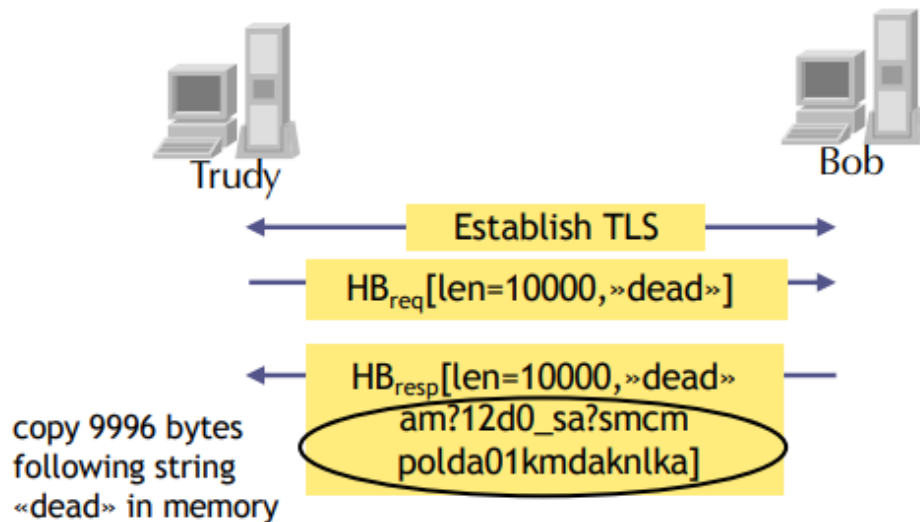 Trudy
Bob
Establish TLS
HBreq[len=10000,»dead»]
HBresp[len=10000,»dead»
am?12d0_sa?smcm
polda01kmdaknlka]
copy 9996 bytes
following string
«dead» in memory